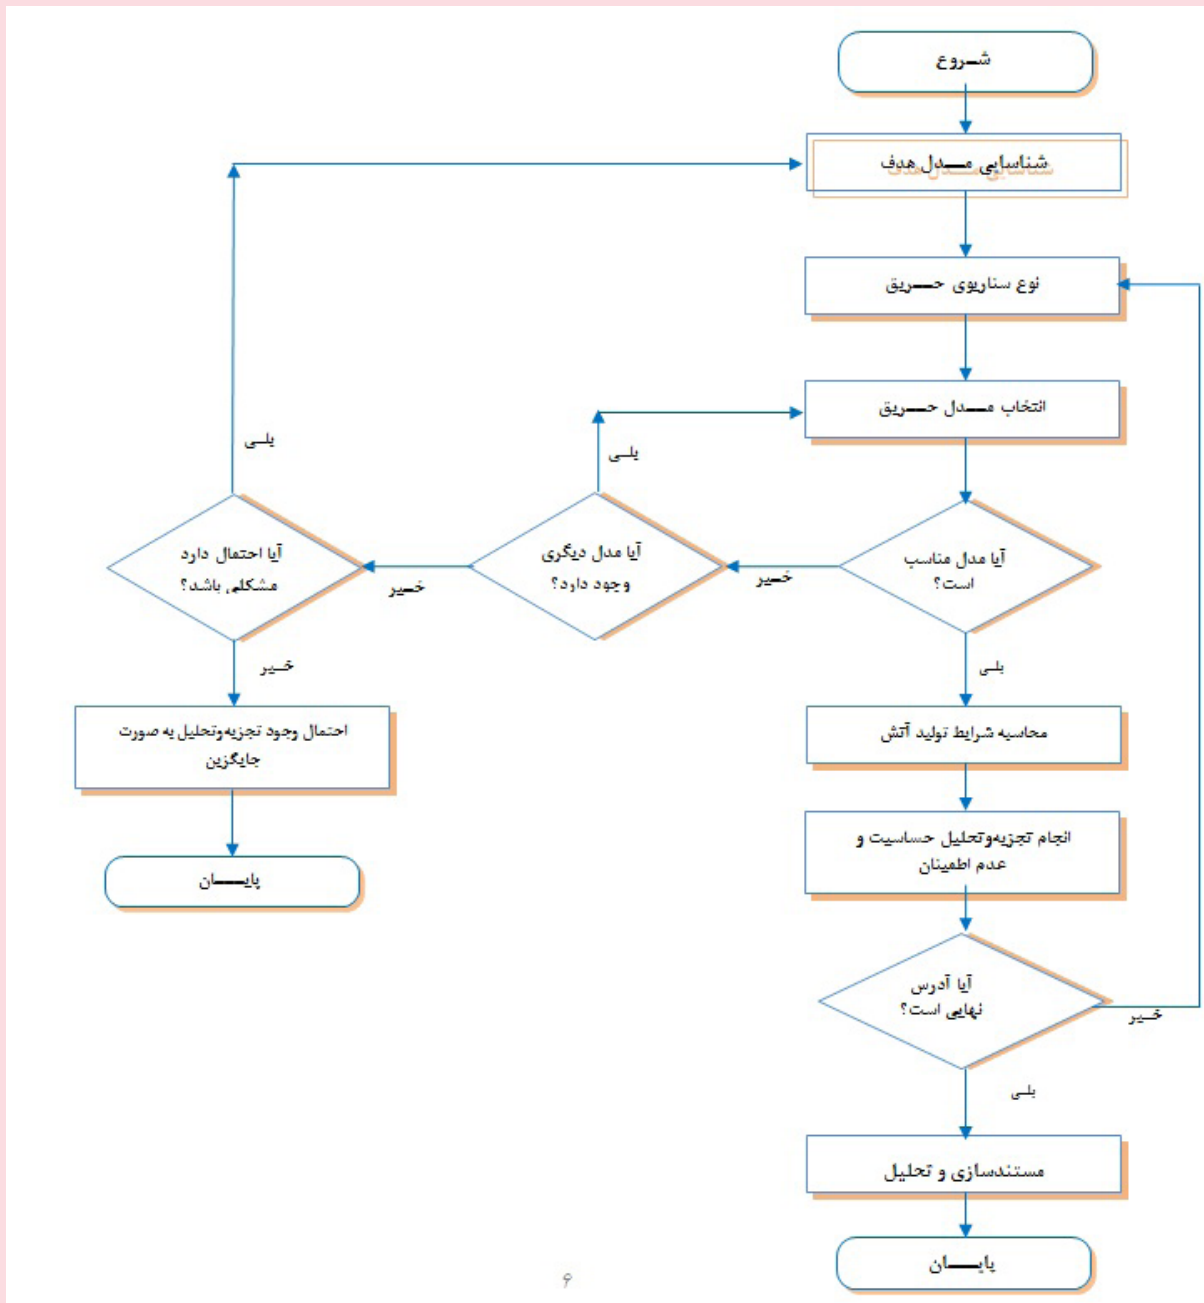 شروع
شناسایی مدل هدف
نوع سناریوی حریق
انتخاب مدل حریق
بلی
بلی
آیا مدل مناسب
است؟
خیر
آیا مدل دیگری
وجود دارد؟
خیر
آیا احتمال دارد
مشکلی باشد؟
بلی
خیر
محاسبه شرایط تولید آتش
احتمال وجود تجزیه‌وتحلیل به صورت
جایگزین
انجام تجزیه‌وتحلیل حساسیت و
عدم اطمینان
پایان
آیا آدرس
نهایی است؟
خیر
بلی
مستندسازی و تحلیل
پایان
۶